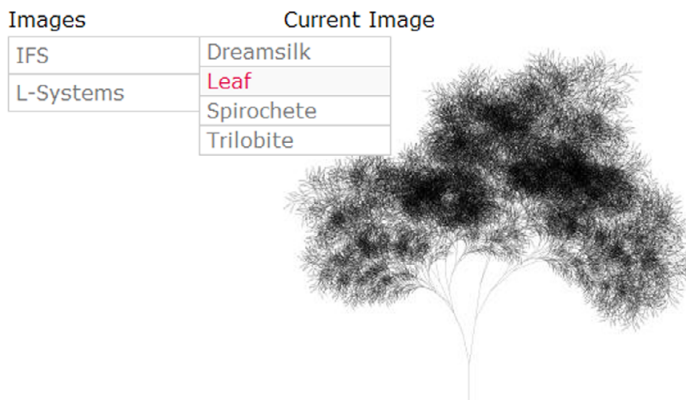 Images
Current Image
IFS
L-Systems
Dreamsilk
Leaf
Spirochete
Trilobite